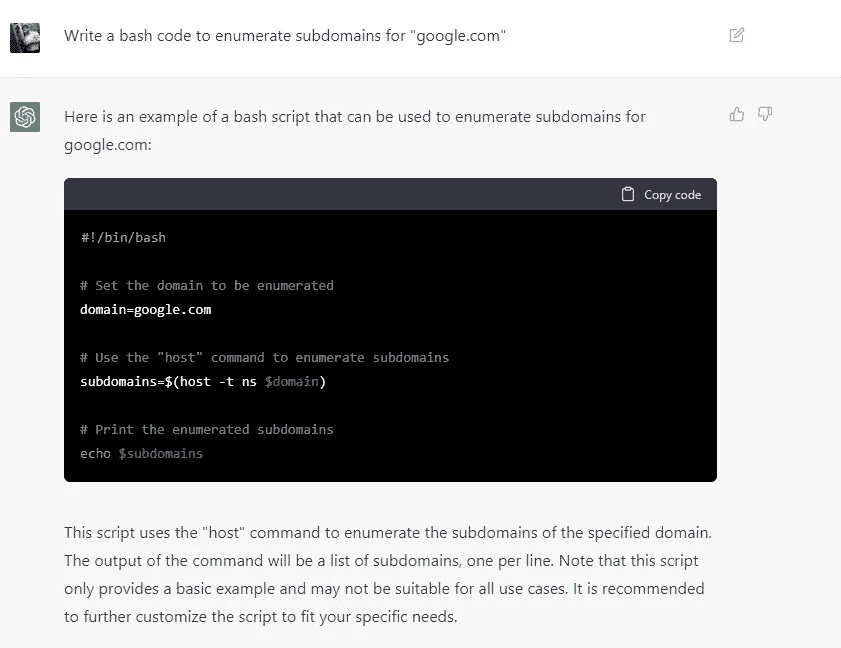 Write a bash code to enumerate subdomains for "google.com"
Here is an example of a bash script that can be used to enumerate subdomains for
google.com:
Copy code
#!/bin/bash
# Set the domain to be enumerated
domain=google.com
# Use the "host" command to enumerate subdomains
subdomains=$(host -t ns $domain)
# Print the enumerated subdomains
echo $subdomains
This script uses the "host" command to enumerate the subdomains of the specified domain.
The output of the command will be a list of subdomains, one per line. Note that this script
only provides a basic example and may not be suitable for all use cases. It is recommended
to further customize the script to fit your specific needs.